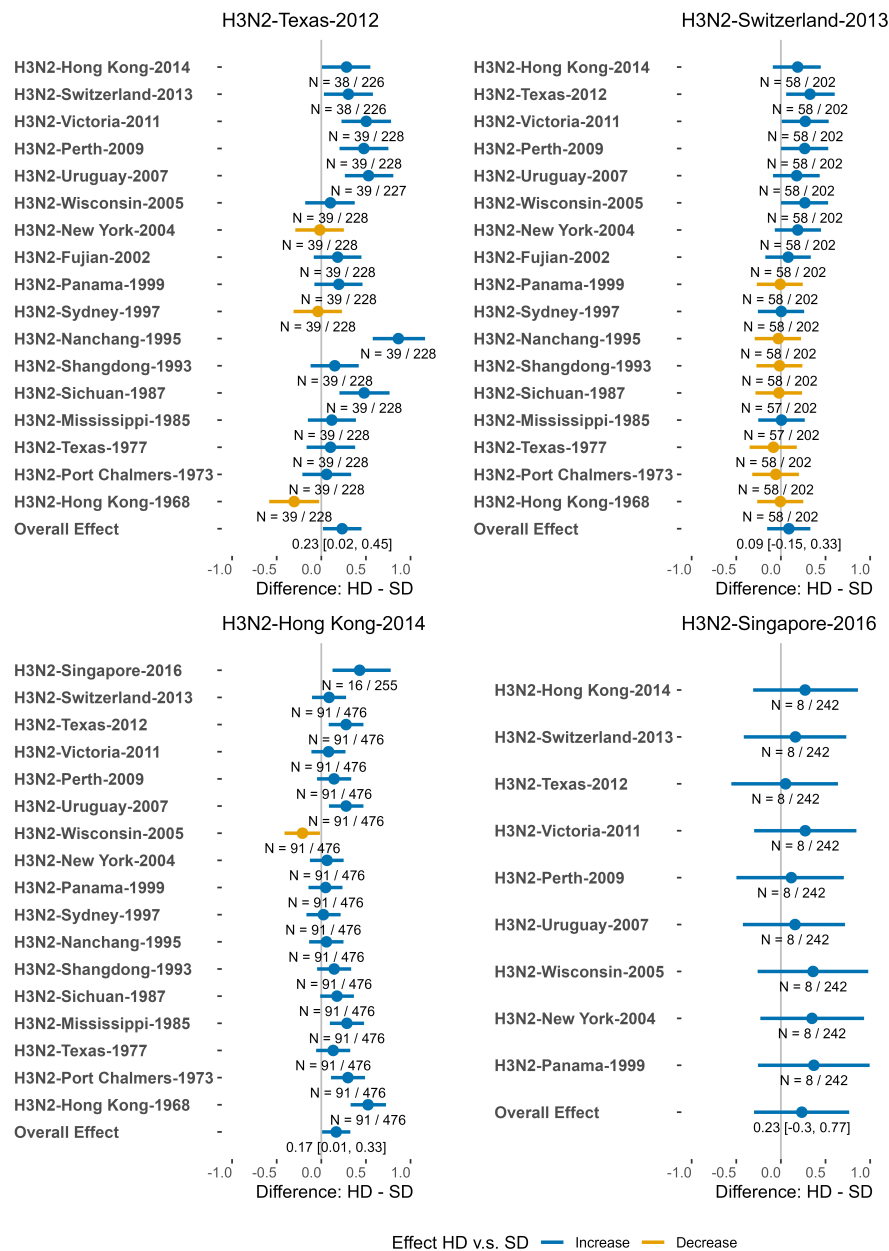 H3N2-Texas-2012
H3N2-Hong Kong-2014 -
N = 38 / 226
H3N2-Switzerland-2013 -
N = 38 / 226
H3N2-Victoria-2011 -
N = 39 / 228
H3N2-Perth-2009 -
N = 39 / 228
H3N2-Uruguay-2007 -
N = 39 / 227
H3N2-Wisconsin-2005 -
N = 39 / 228
H3N2-New York-2004 -
N = 39 / 228
H3N2-Fujian-2002 -
N = 39 / 228
H3N2-Panama-1999 -
N = 39 / 228
H3N2-Sydney-1997 -
N = 39 / 228
H3N2-Nanchang-1995 -
N = 39 / 228
H3N2-Shangdong-1993 -
N = 39 / 228
H3N2-Sichuan-1987 -
N = 39 / 228
H3N2-Mississippi-1985 -
N = 39 / 228
H3N2-Texas-1977 -
N = 39 / 228
H3N2-Port Chalmers-1973 -
N = 39 / 228
H3N2-Hong Kong-1968 -
N = 39 / 228
Overall Effect -
0.23 [0.02, 0.45]
-1.0 -0.5 0.0 0.5 1.0
Difference: HD - SD
H3N2-Switzerland-2013
H3N2-Hong Kong-2014 -
N = 58 / 202
H3N2-Texas-2012 -
N = 58 / 202
H3N2-Victoria-2011 -
N = 58 / 202
H3N2-Perth-2009 -
N = 58 / 202
H3N2-Uruguay-2007 -
N = 58 / 202
H3N2-Wisconsin-2005 -
N = 58 / 202
H3N2-New York-2004 -
N = 58 / 202
H3N2-Fujian-2002 -
N = 58 / 202
H3N2-Panama-1999 -
N = 58 / 202
H3N2-Sydney-1997 -
N = 58 / 202
H3N2-Nanchang-1995 -
N = 58 / 202
H3N2-Shangdong-1993 -
N = 58 / 202
H3N2-Sichuan-1987 -
N = 57 / 202
H3N2-Mississippi-1985 -
N = 57 / 202
H3N2-Texas-1977 -
N = 58 / 202
H3N2-Port Chalmers-1973 -
N = 58 / 202
H3N2-Hong Kong-1968 -
N = 58 / 202
Overall Effect -
0.09 [-0.15, 0.33]
-1.0 -0.5 0.0 0.5 1.0
Difference: HD - SD
H3N2-Hong Kong-2014
H3N2-Singapore-2016 -
N = 16 / 255
H3N2-Switzerland-2013 -
N = 91 / 476
H3N2-Texas-2012 -
N = 91 / 476
H3N2-Victoria-2011 -
N = 91 / 476
H3N2-Perth-2009 -
N = 91 / 476
H3N2-Uruguay-2007 -
N = 91 / 476
H3N2-Wisconsin-2005 -
N = 91 / 476
H3N2-New York-2004 -
N = 91 / 476
H3N2-Panama-1999 -
N = 91 / 476
H3N2-Sydney-1997 -
N = 91 / 476
H3N2-Nanchang-1995 -
N = 91 / 476
H3N2-Shangdong-1993 -
N = 91 / 476
H3N2-Sichuan-1987 -
N = 91 / 476
H3N2-Mississippi-1985 -
N = 91 / 476
H3N2-Texas-1977 -
N = 91 / 476
H3N2-Port Chalmers-1973 -
N = 91 / 476
H3N2-Hong Kong-1968 -
N = 91 / 476
Overall Effect -
0.17 [0.01, 0.33]
-1.0 -0.5 0.0 0.5 1.0
Difference: HD - SD
H3N2-Singapore-2016
H3N2-Hong Kong-2014 -
N = 8 / 242
H3N2-Switzerland-2013 -
N = 8 / 242
H3N2-Texas-2012 -
N = 8 / 242
H3N2-Victoria-2011 -
N = 8 / 242
H3N2-Perth-2009 -
N = 8 / 242
H3N2-Uruguay-2007 -
N = 8 / 242
H3N2-Wisconsin-2005 -
N = 8 / 242
H3N2-New York-2004 -
N = 8 / 242
H3N2-Panama-1999 -
N = 8 / 242
Overall Effect -
0.23 [-0.3, 0.77]
-1.0 -0.5 0.0 0.5 1.0
Difference: HD - SD
Effect HD v.s. SD Increase Decrease